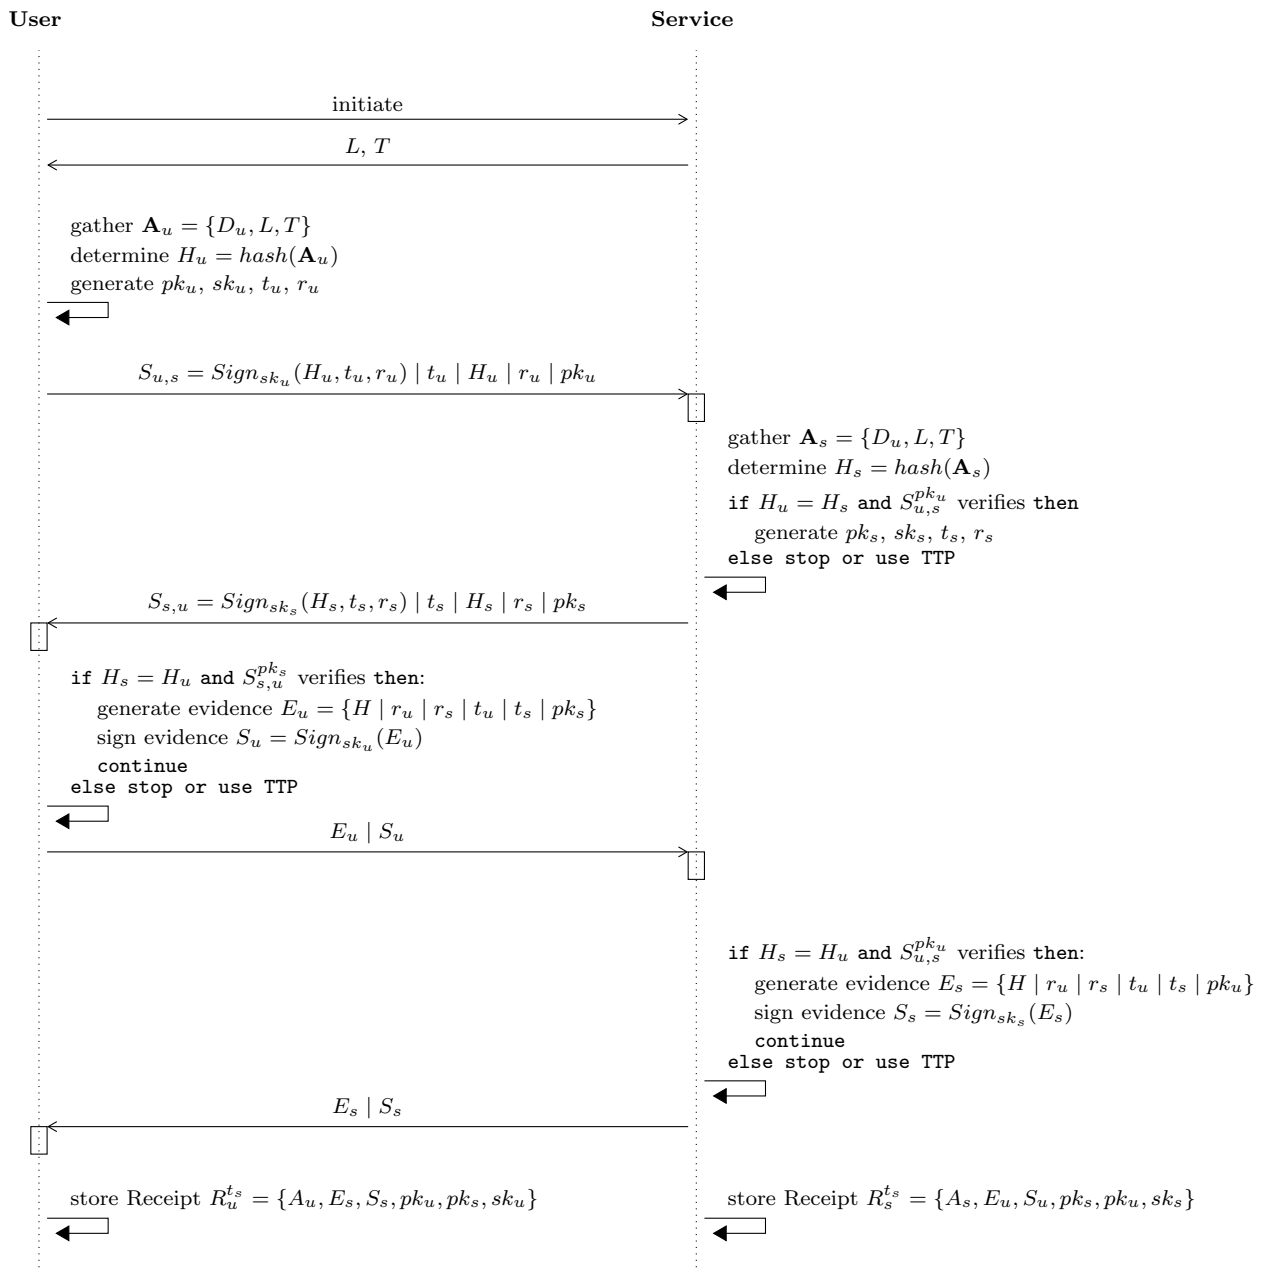 User Service
initiate
L, T
gather A_u = {D_u, L, T}
determine H_u = hash(A_u)
generate pk_u, sk_u, t_u, r_u
S_{u,s} = Sign_{sk_u}(H_u, t_u, r_u) | t_u | H_u | r_u | pk_u
gather A_s = {D_u, L, T}
determine H_s = hash(A_s)
if H_u = H_s and S_{u,s}^{pk_u} verifies then
generate pk_s, sk_s, t_s, r_s
else stop or use TTP
S_{s,u} = Sign_{sk_s}(H_s, t_s, r_s) | t_s | H_s | r_s | pk_s
if H_s = H_u and S_{s,u}^{pk_s} verifies then:
generate evidence E_u = {H | r_u | r_s | t_u | t_s | pk_s}
sign evidence S_u = Sign_{sk_u}(E_u)
continue
else stop or use TTP
E_u | S_u
if H_s = H_u and S_{u,s}^{pk_u} verifies then:
generate evidence E_s = {H | r_u | r_s | t_u | t_s | pk_u}
sign evidence S_s = Sign_{sk_s}(E_s)
continue
else stop or use TTP
E_s | S_s
store Receipt R_u^{t_s} = {A_u, E_s, S_s, pk_u, pk_s, sk_u}
store Receipt R_s^{t_s} = {A_s, E_u, S_u, pk_s, pk_u, sk_s}